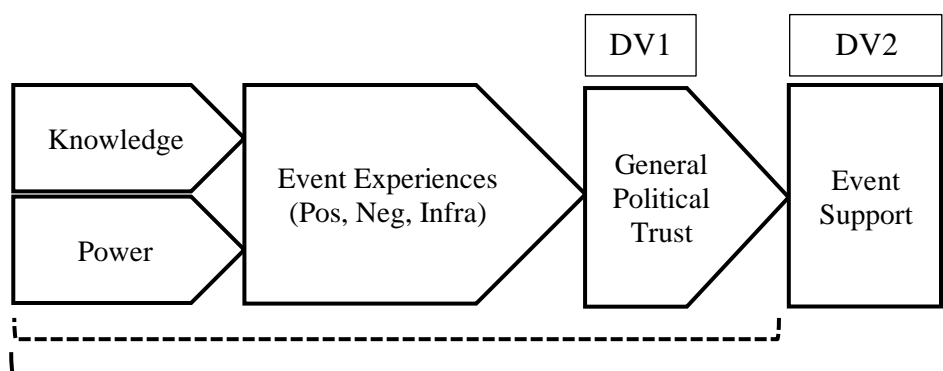 DV1
DV2
Knowledge
Power
Event Experiences
(Pos, Neg, Infra)
General
Political
Trust
Event
Support